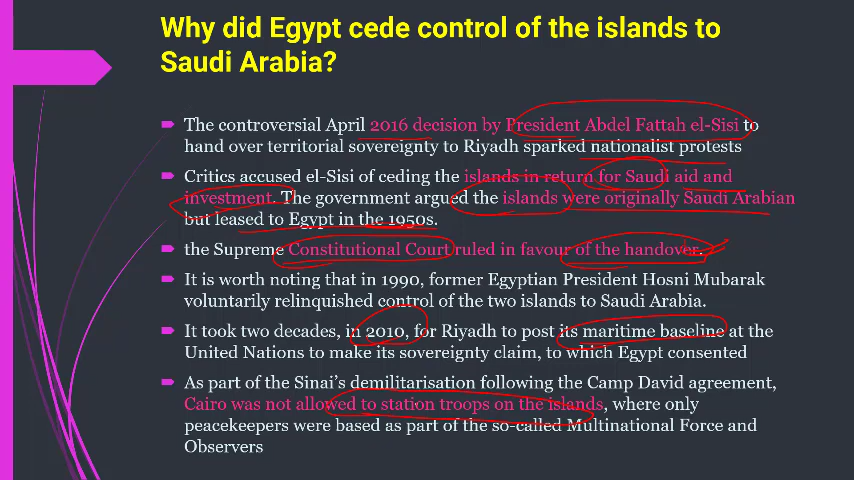 Why did Egypt cede control of the islands to
Saudi Arabia?
The controversial April 2016 decision by President Abdel Fattah el-Sisi to
hand over territorial sovereignty to Riyadh sparked nationalist protests
Critics accused el-Sisi of ceding the islands in return for Saudi aid and
investment. The government argued the islands were originally Saudi Arabian
but leased to Egypt in the 1950s.
the Supreme Constitutional Court ruled in favour of the handover.
It is worth noting that in 1990, former Egyptian President Hosni Mubarak
voluntarily relinquished control of the two islands to Saudi Arabia.
It took two decades, in 2010, for Riyadh to post its maritime baseline at the
United Nations to make its sovereignty claim, to which Egypt consented
As part of the Sinai's demilitarisation following the Camp David agreement,
Cairo was not allowed to station troops on the islands, where only
peacekeepers were based as part of the so-called Multinational Force and
Observers